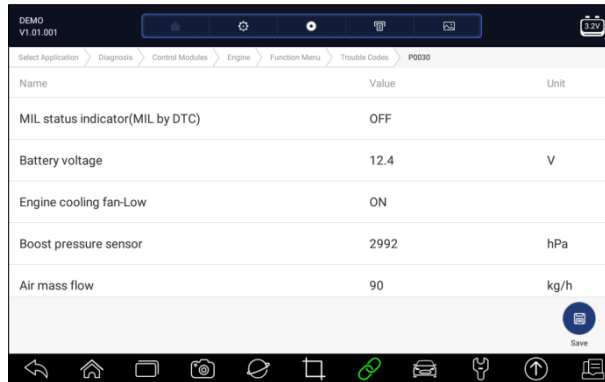 DEMO
V1.01.001
3.2V
Select Application Diagnosis Control Modules Engine Function Menu Trouble Codes P0030
Name Value Unit
MIL status indicator(MIL by DTC) OFF
Battery voltage 12.4 V
Engine cooling fan-Low ON
Boost pressure sensor 2992 hPa
Air mass flow 90 kg/h
Save